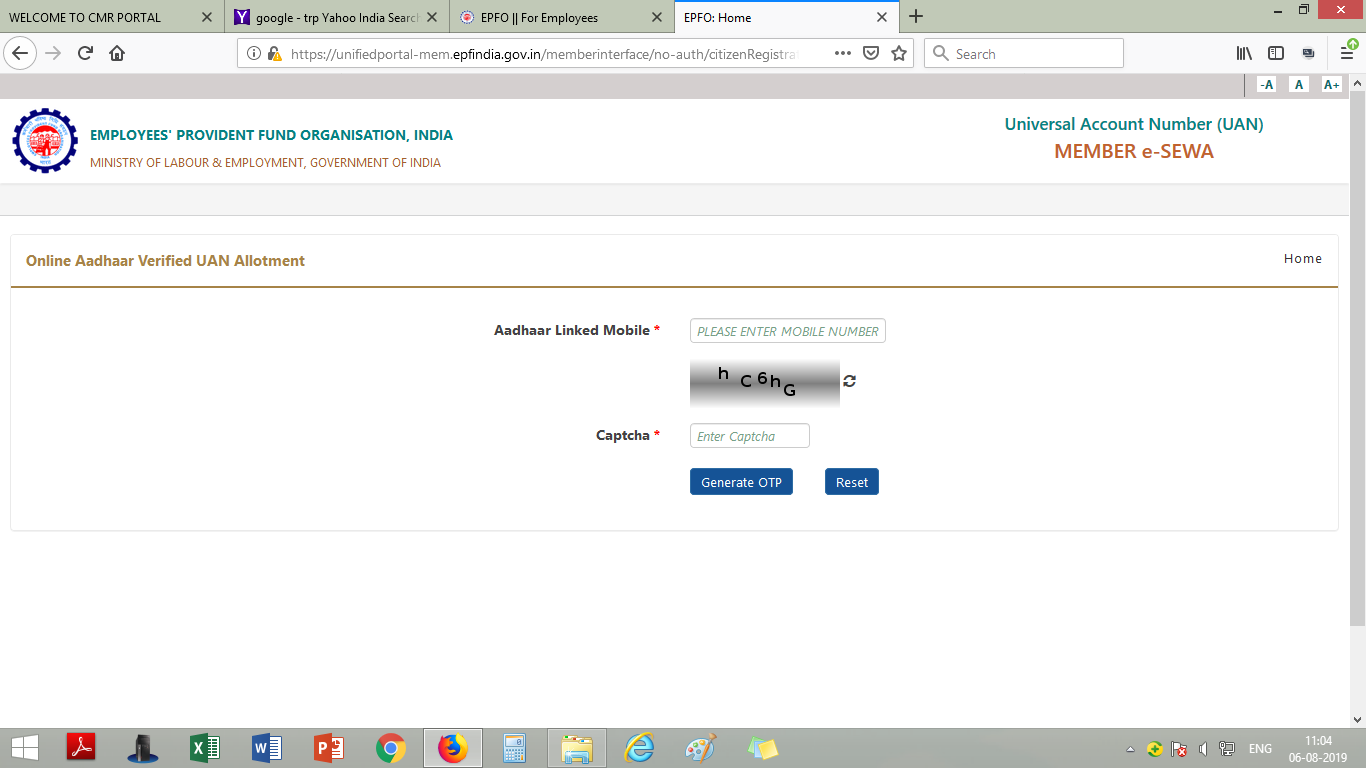 WELCOME TO CMR PORTAL
google - trp Yahoo India Searc
EPFO || For Employees
EPFO: Home
https://unifiedportal-mem.epfindia.gov.in/memberinterface/no-auth/citizenRegistra
Search
-A A A+
EMPLOYEES' PROVIDENT FUND ORGANISATION, INDIA
MINISTRY OF LABOUR & EMPLOYMENT, GOVERNMENT OF INDIA
Universal Account Number (UAN)
MEMBER e-SEWA
Online Aadhaar Verified UAN Allotment
Home
Aadhaar Linked Mobile *
PLEASE ENTER MOBILE NUMBER
h C 6 h G
Captcha *
Enter Captcha
Generate OTP
Reset
ENG
11:04
06-08-2019